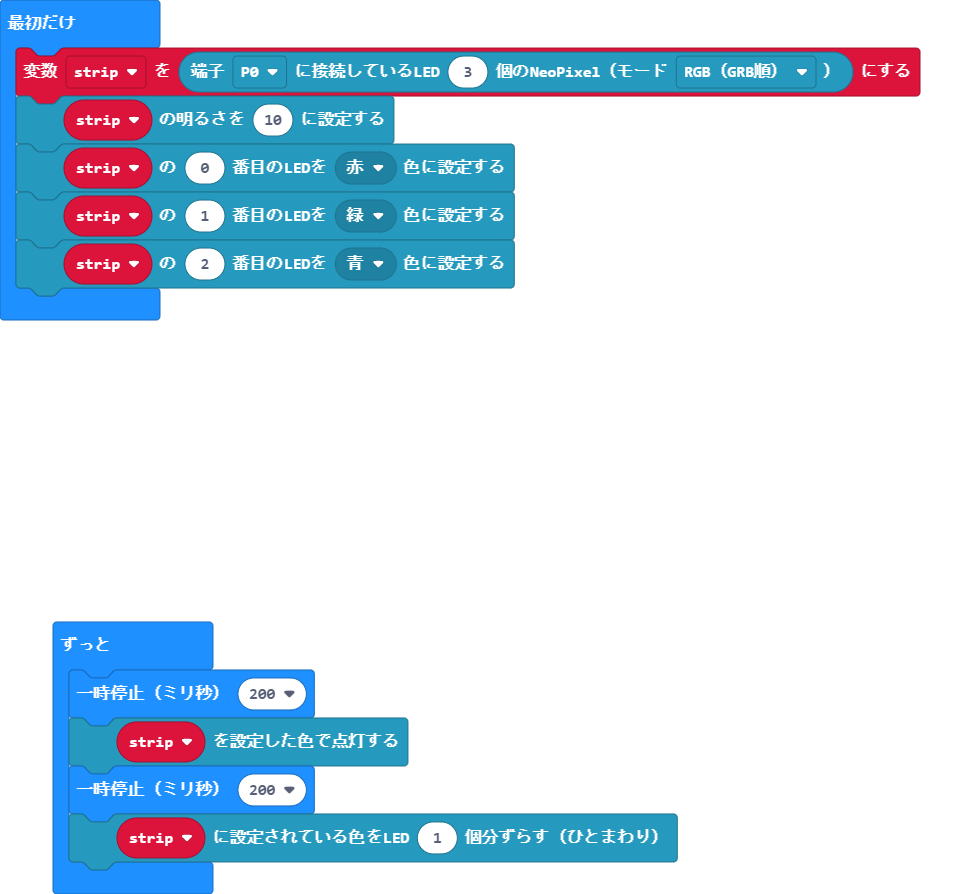 最初だけ
変数 strip を 端子 P0 に接続しているLED 3 個のNeoPixel（モード RGB（GRB順） ） にする
strip の明るさを 10 に設定する
strip の 0 番目のLEDを 赤 色に設定する
strip の 1 番目のLEDを 緑 色に設定する
strip の 2 番目のLEDを 青 色に設定する
ずっと
一時停止（ミリ秒） 200
strip を設定した色で点灯する
一時停止（ミリ秒） 200
strip に設定されている色をLED 1 個分ずらす（ひとまわり）